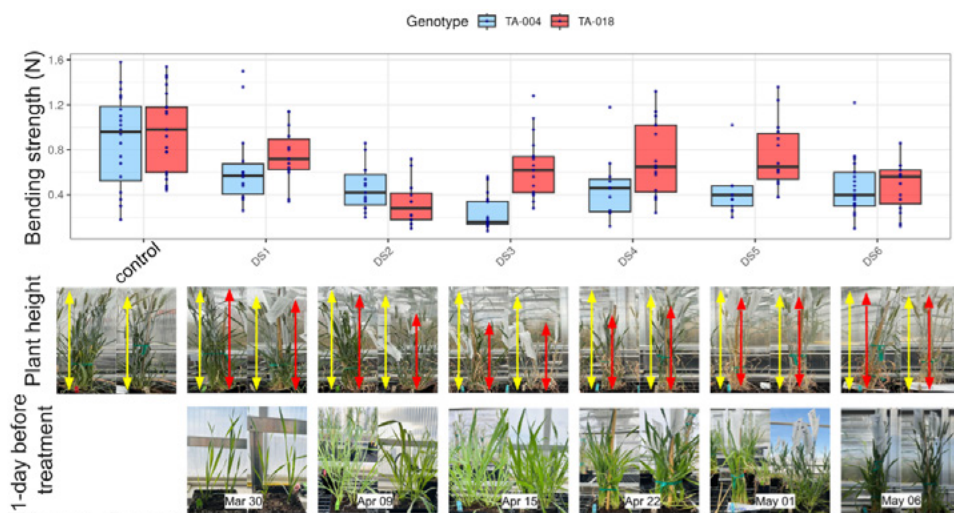 Genotype TA-004 TA-018
Bending strength (N)
1.6
1.2
0.8
0.4
control DS1 DS2 DS3 DS4 DS5 DS6
Plant height
1-day before
treatment
Mar 30 Apr 09 Apr 15 Apr 22 May 01 May 06